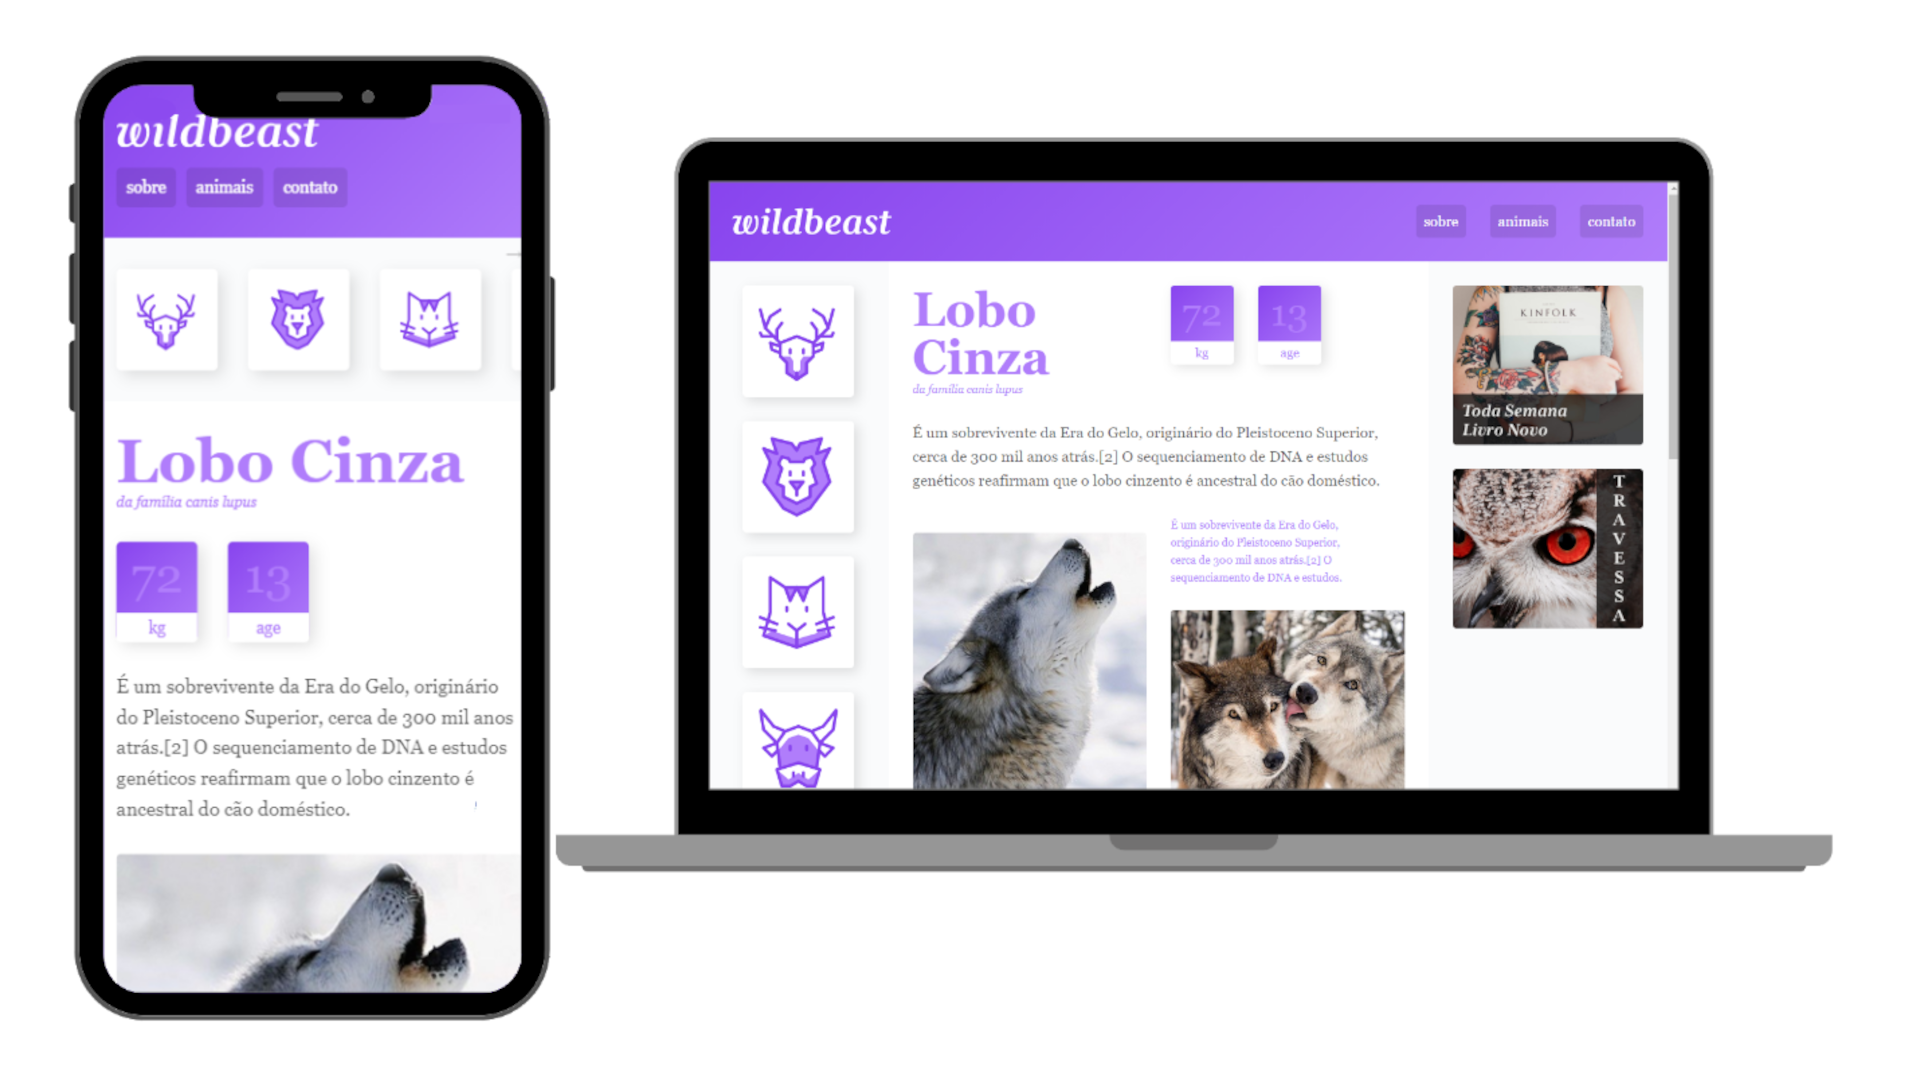 wildbeast
sobre
animais
contato
Lobo Cinza
da família canis lupus
72
13
kg
age
É um sobrevivente da Era do Gelo, originário
do Pleistoceno Superior, cerca de 300 mil anos
atrás.[2] O sequenciamento de DNA e estudos
genéticos reafirmam que o lobo cinzento é
ancestral do cão doméstico.
wildbeast
sobre
animais
contato
Lobo
Cinza
da família canis lupus
72
13
kg
age
É um sobrevivente da Era do Gelo, originário do Pleistoceno Superior,
cerca de 300 mil anos atrás.[2] O sequenciamento de DNA e estudos
genéticos reafirmam que o lobo cinzento é ancestral do cão doméstico.
É um sobrevivente da Era do Gelo,
originário do Pleistoceno Superior,
cerca de 300 mil anos atrás.[2] O
sequenciamento de DNA e estudos.
KINFOLK
Toda Semana
Livro Novo
TRAVESSA